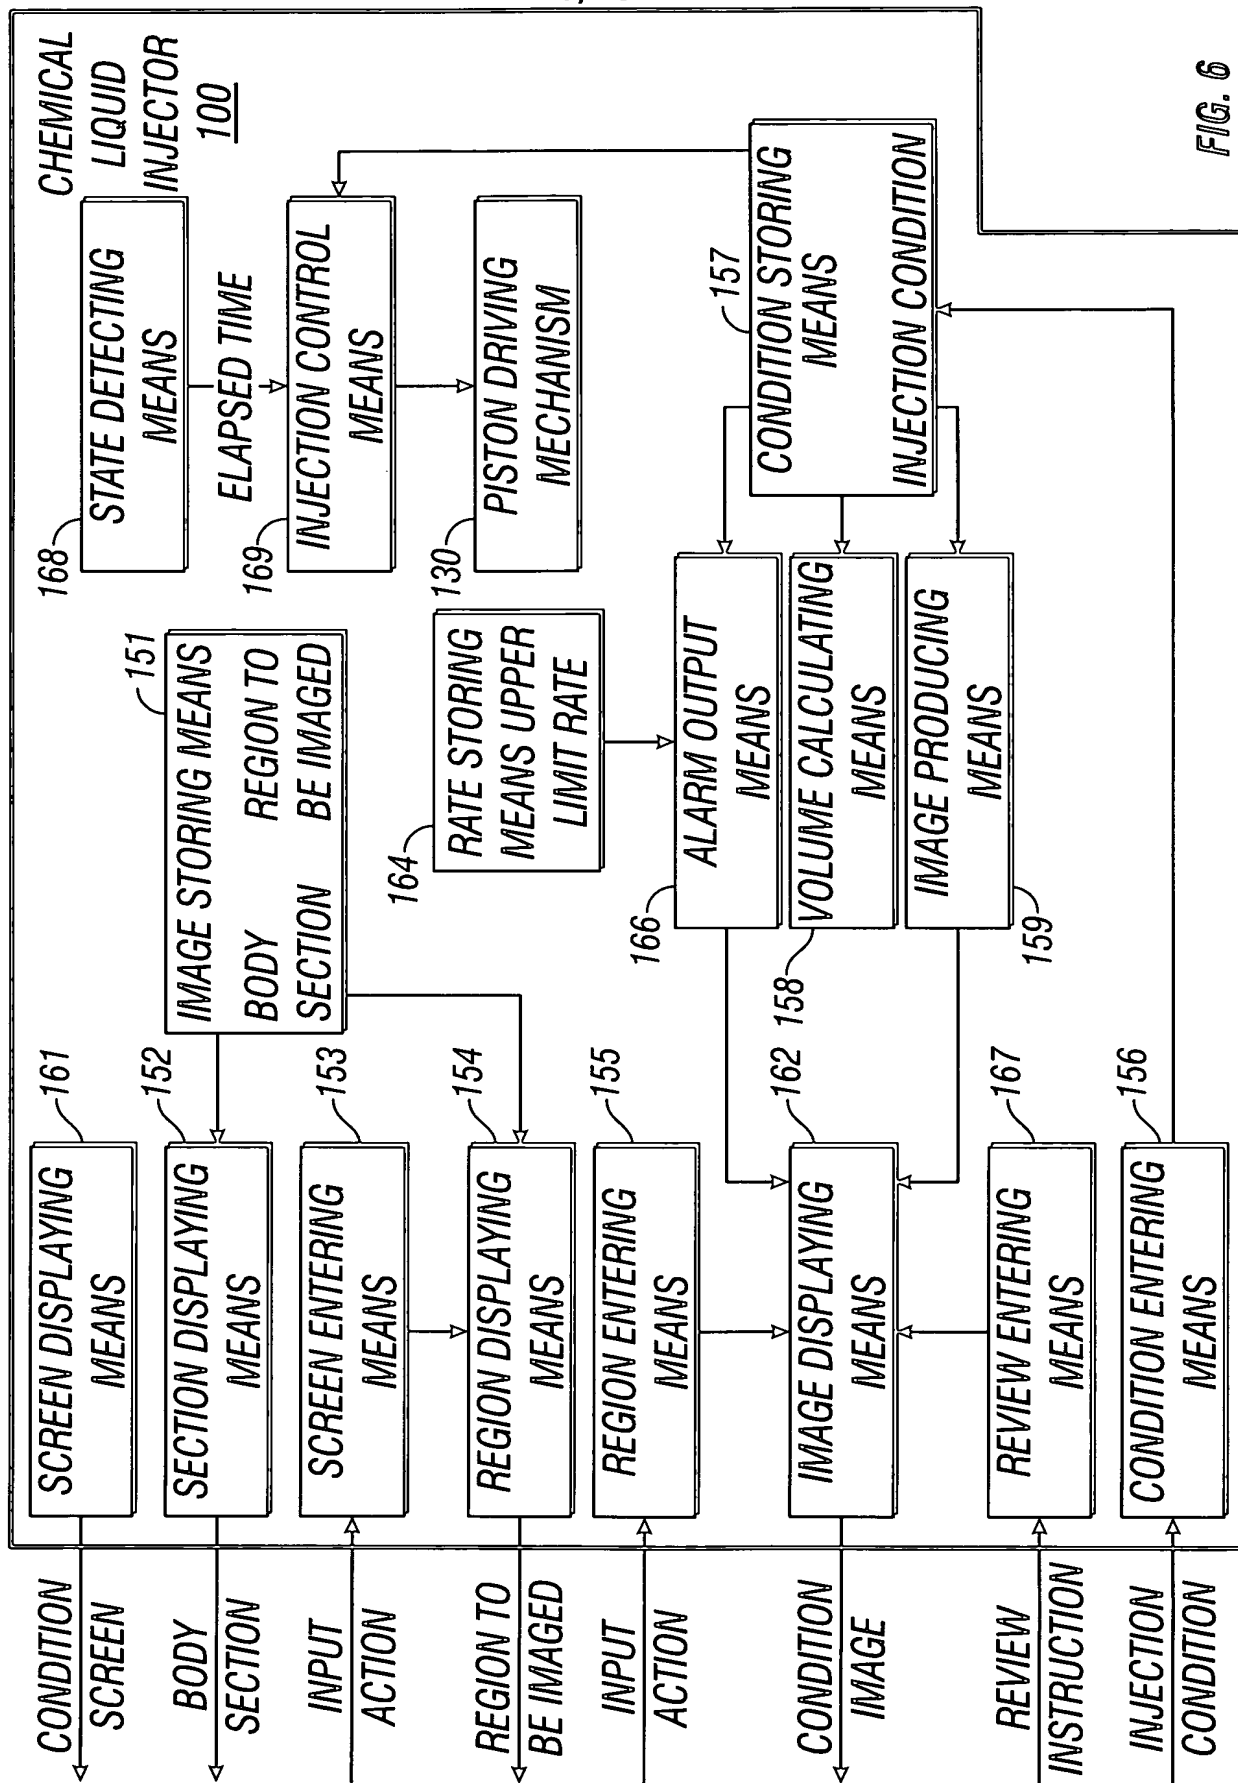 CHEMICAL
LIQUID
INJECTOR
100
CONDITION
SCREEN
SCREEN DISPLAYING
MEANS
161
BODY
SECTION
SECTION DISPLAYING
MEANS
152
INPUT
ACTION
SCREEN ENTERING
MEANS
153
REGION TO
BE IMAGED
REGION DISPLAYING
MEANS
154
INPUT
ACTION
REGION ENTERING
MEANS
155
CONDITION
IMAGE
IMAGE DISPLAYING
MEANS
162
REVIEW
INSTRUCTION
REVIEW ENTERING
MEANS
167
INJECTION
CONDITION
CONDITION ENTERING
MEANS
156
IMAGE STORING MEANS
BODY REGION TO
SECTION BE IMAGED
151
164
RATE STORING
MEANS UPPER
LIMIT RATE
166
ALARM OUTPUT
MEANS
158
VOLUME CALCULATING
MEANS
159
IMAGE PRODUCING
MEANS
168
STATE DETECTING
MEANS
ELAPSED TIME
169
INJECTION CONTROL
MEANS
130
PISTON DRIVING
MECHANISM
157
CONDITION STORING
MEANS
INJECTION CONDITION
FIG. 6